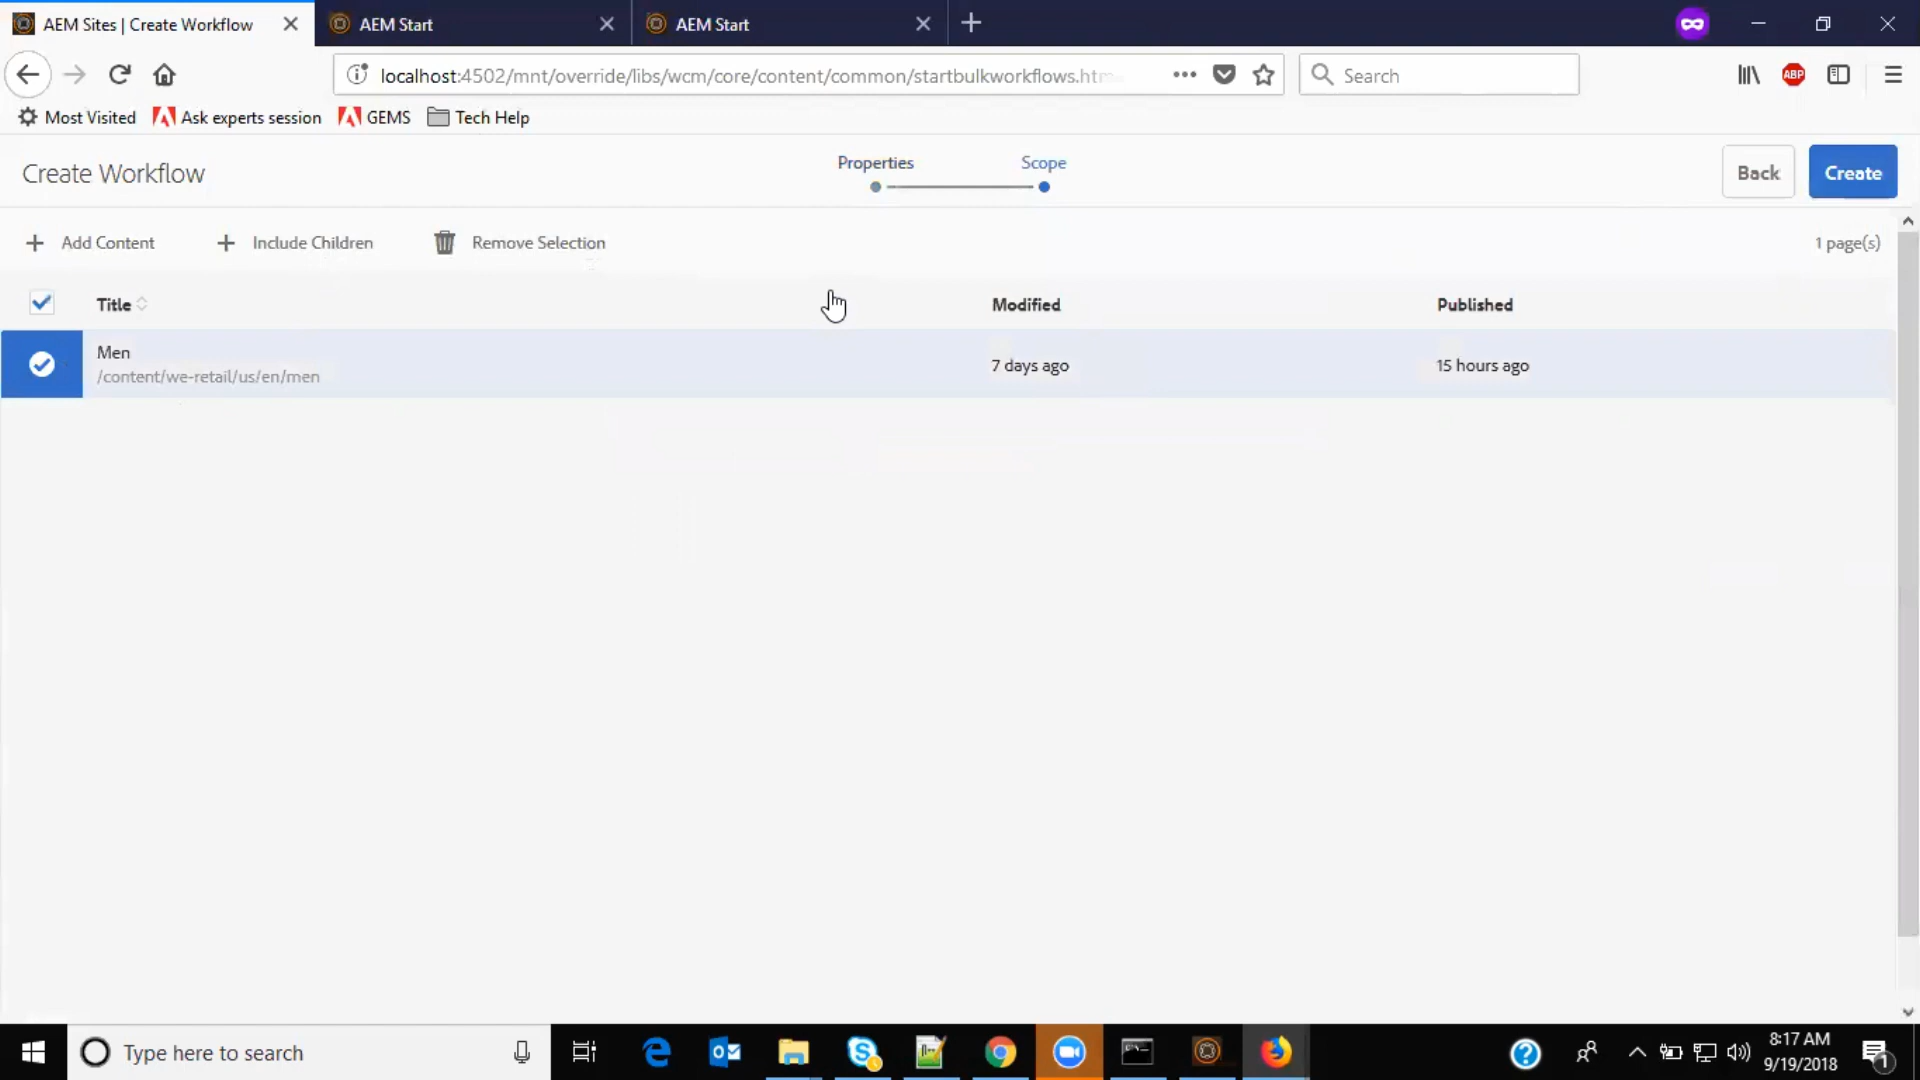 AEM Sites | Create Workflow
AEM Start
AEM Start
localhost:4502/mnt/override/libs/wcm/core/content/common/startbulkworkflows.htm
Search
ABP
Most Visited
Ask experts session
GEMS
Tech Help
Create Workflow
Properties
Scope
Back
Create
Add Content
Include Children
Remove Selection
1 page(s)
Title
Modified
Published
Men
/content/we-retail/us/en/men
7 days ago
15 hours ago
Type here to search
8:17 AM
9/19/2018
1